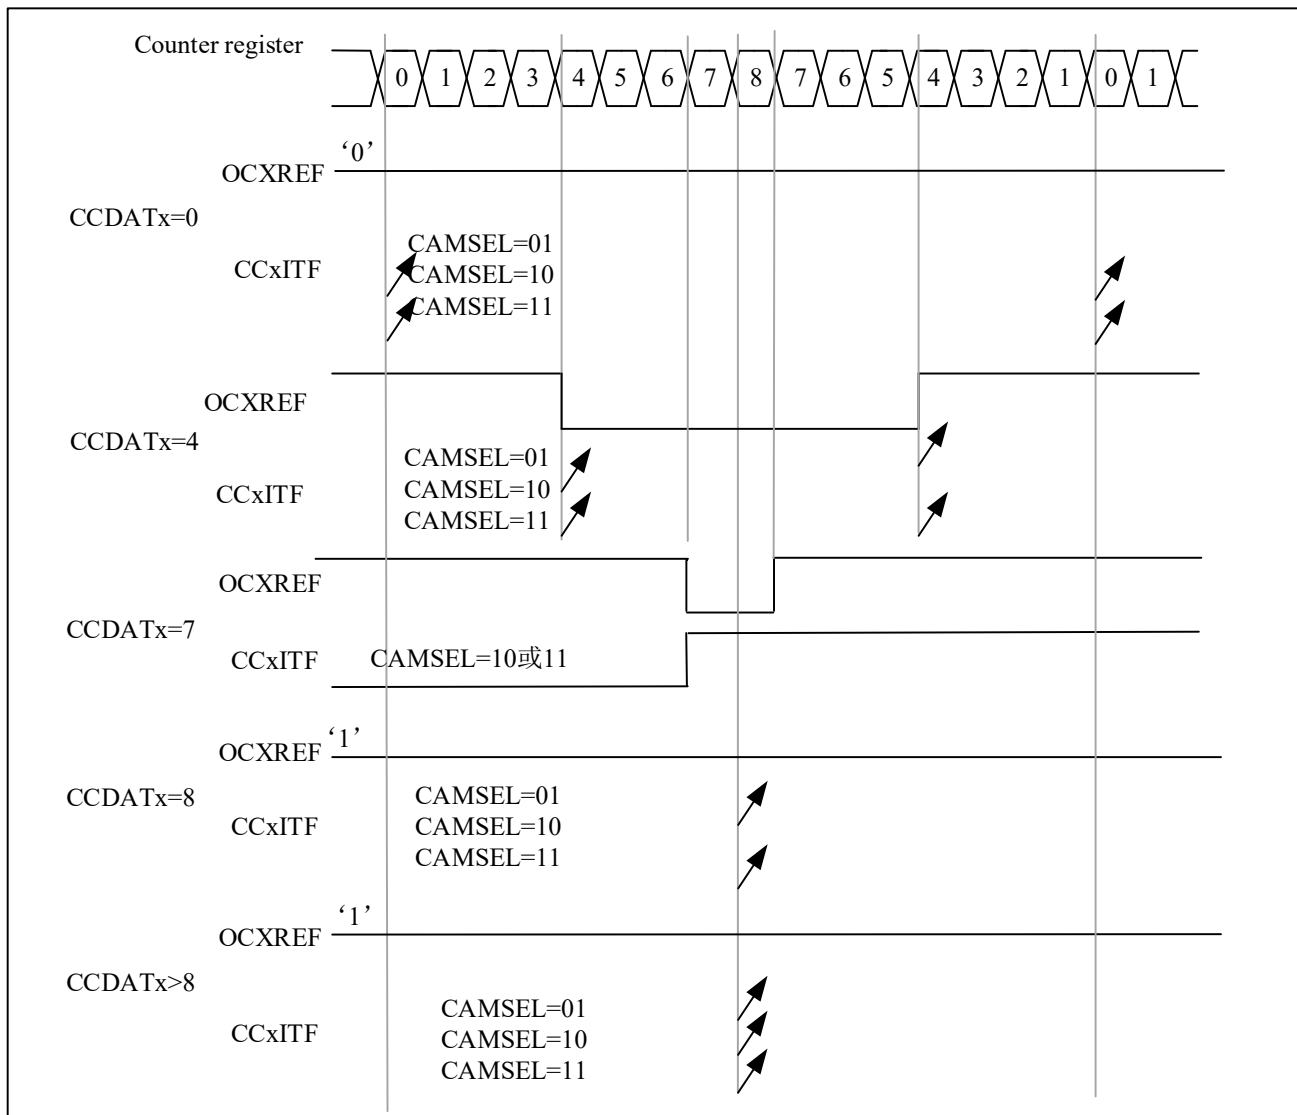 Counter register
0 1 2 3 4 5 6 7 8 7 6 5 4 3 2 1 0 1
‘0’
OCXREF
CCDATx=0
CAMSEL=01
CCxITF
CAMSEL=10
CAMSEL=11
OCXREF
CCDATx=4
CAMSEL=01
CCxITF
CAMSEL=10
CAMSEL=11
OCXREF
CCDATx=7
CCxITF
CAMSEL=10或11
‘1’
OCXREF
CCDATx=8
CAMSEL=01
CCxITF
CAMSEL=10
CAMSEL=11
‘1’
OCXREF
CCDATx>8
CAMSEL=01
CCxITF
CAMSEL=10
CAMSEL=11